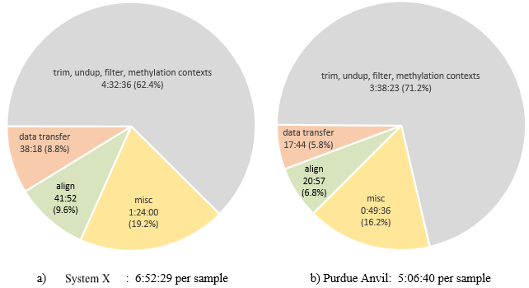 trim, undup, filter, methylation contexts
4:32:36 (62.4%)
data transfer
38:18 (8.8%)
align
41:52
(9.6%)
misc
1:24:00
(19.2%)
a) System X : 6:52:29 per sample
trim, undup, filter, methylation contexts
3:38:23 (71.2%)
data transfer
17:44 (5.8%)
align
20:57
(6.8%)
misc
0:49:36
(16.2%)
b) Purdue Anvil: 5:06:40 per sample